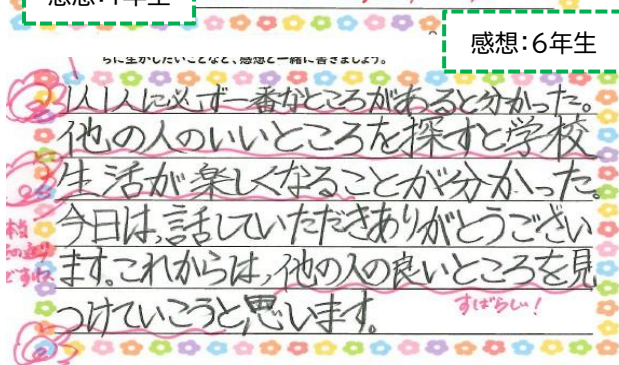 感想:6年生
らに生かしたいことなど、感想と一緒に書きましょう。
1人1人に必ず一番なところがあると分かった。
他の人のいいところを探すと学校
生活が楽しくなることが分かった。
今日は、話していただきありがとうござい
ます。これからは、他の人の良いところを見
つけていこうと、思います。
すばらしい!